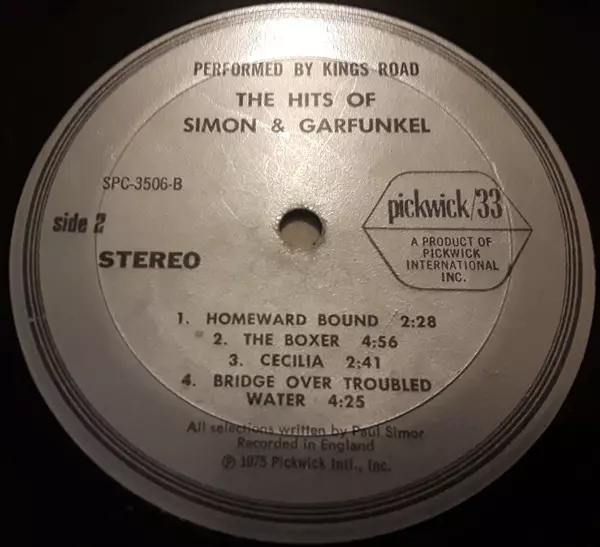 PERFORMED BY KINGS ROAD
THE HITS OF
SIMON & GARFUNKEL
SPC-3506-B
side 2
STEREO
pickwick/33
A PRODUCT OF
PICKWICK
INTERNATIONAL
INC.
1. HOMEWARD BOUND 2:28
2. THE BOXER 4:56
3. CECILIA 2:41
4. BRIDGE OVER TROUBLED
WATER 4:25
All selections written by Paul Simon
Recorded in England
℗ 1975 Pickwick Intl., Inc.